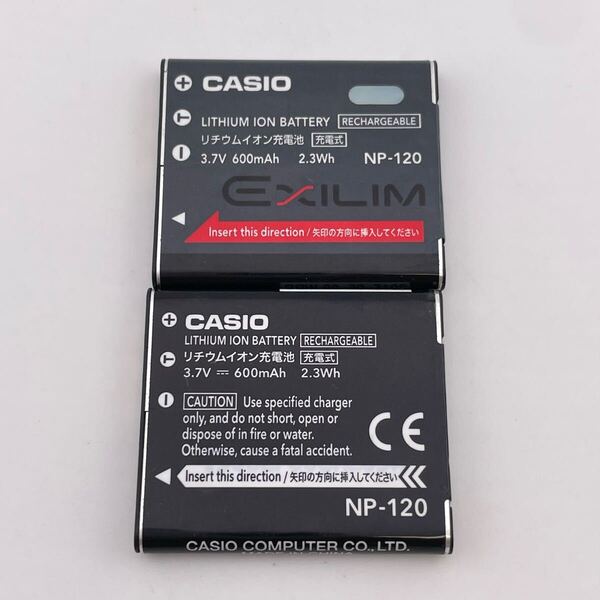 CASIO
LITHIUM ION BATTERY RECHARGEABLE
リチウムイオン充電池 充電式
3.7V 600mAh 2.3Wh NP-120
EXILIM
Insert this direction / 矢印の方向に挿入してください
CASIO
LITHIUM ION BATTERY RECHARGEABLE
リチウムイオン充電池 充電式
3.7V ⎓ 600mAh 2.3Wh
CAUTION Use specified charger
only, and do not short, open or
dispose of in fire or water.
Otherwise, cause a fatal accident.
CE
Insert this direction / 矢印の方向に挿入してください
NP-120
CASIO COMPUTER CO.,LTD.